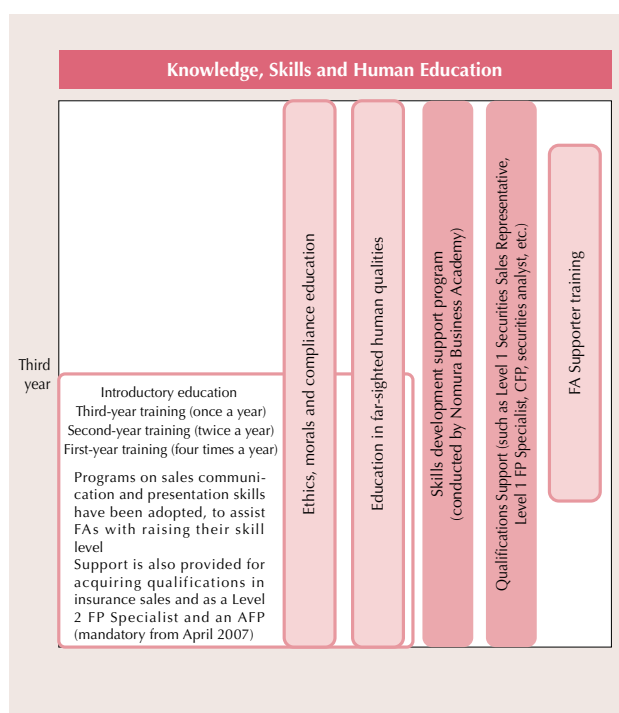 Knowledge, Skills and Human Education
Third
year
Introductory education
Third-year training (once a year)
Second-year training (twice a year)
First-year training (four times a year)
Programs on sales communi-
cation and presentation skills
have been adopted, to assist
FAs with raising their skill
level
Support is also provided for
acquiring qualifications in
insurance sales and as a Level
2 FP Specialist and an AFP
(mandatory from April 2007)
Ethics, morals and compliance education
Education in far-sighted human qualities
Skills development support program
(conducted by Nomura Business Academy)
Qualifications Support (such as Level 1 Securities Sales Representative,
Level 1 FP Specialist, CFP, securities analyst, etc.)
FA Supporter training